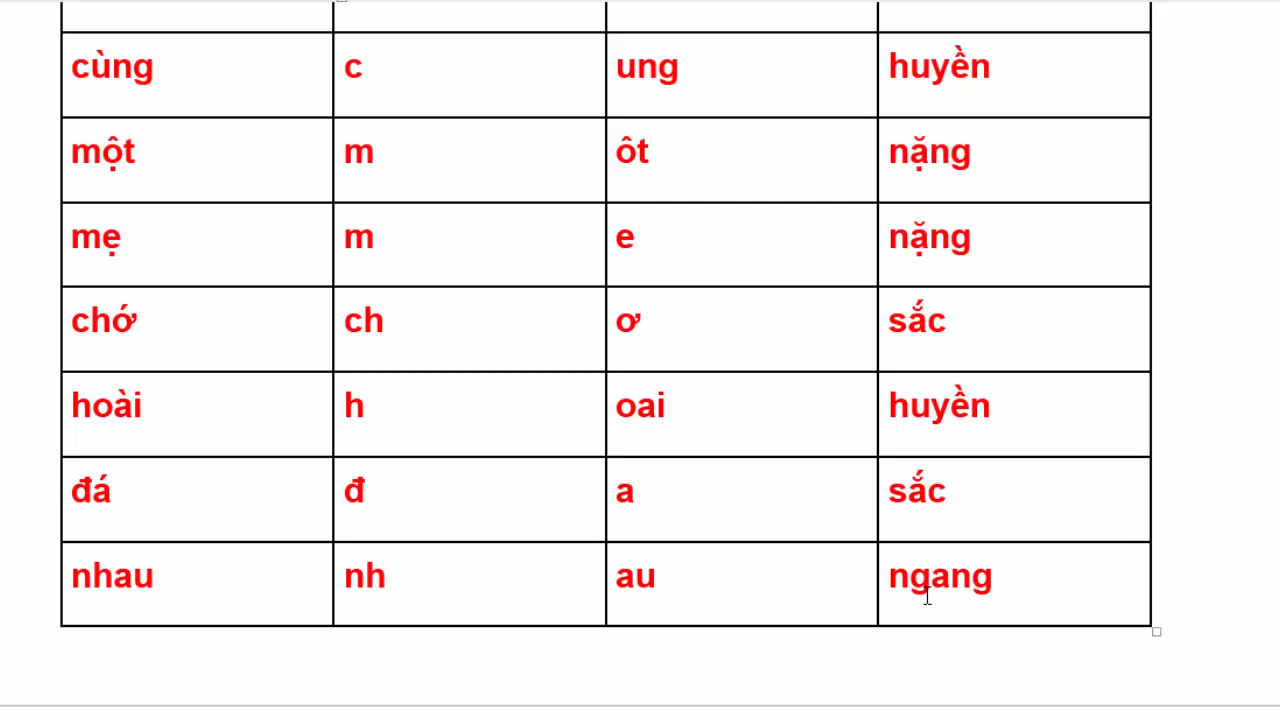 cùng c ung huyền
một m ôt nặng
mẹ m e nặng
chớ ch ơ sắc
hoài h oai huyền
đá đ a sắc
nhau nh au ngang